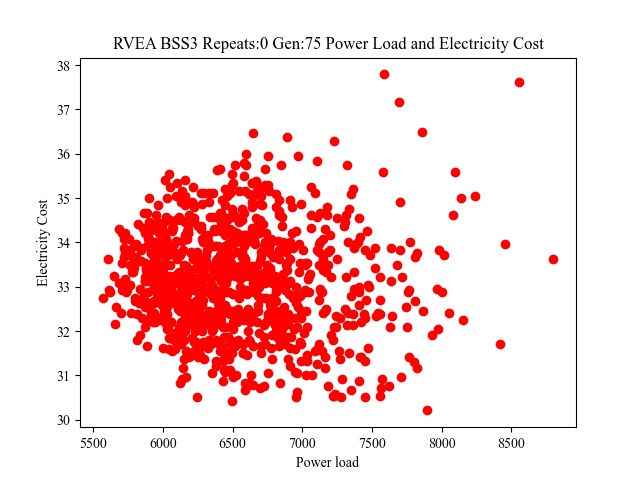 RVEA BSS3 Repeats:0 Gen:75 Power Load and Electricity Cost
38
37
36
35
34
33
32
31
30
Electricity Cost
5500 6000 6500 7000 7500 8000 8500
Power load